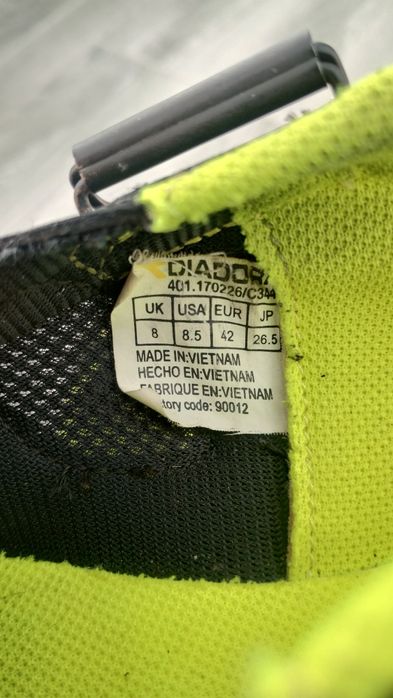 DIADOR
401.170226/C344
UK USA EUR JP
8 8.5 42 26.5
MADE IN:VIETNAM
HECHO EN:VIETNAM
FABRIQUE EN:VIETNAM
tory code: 90012